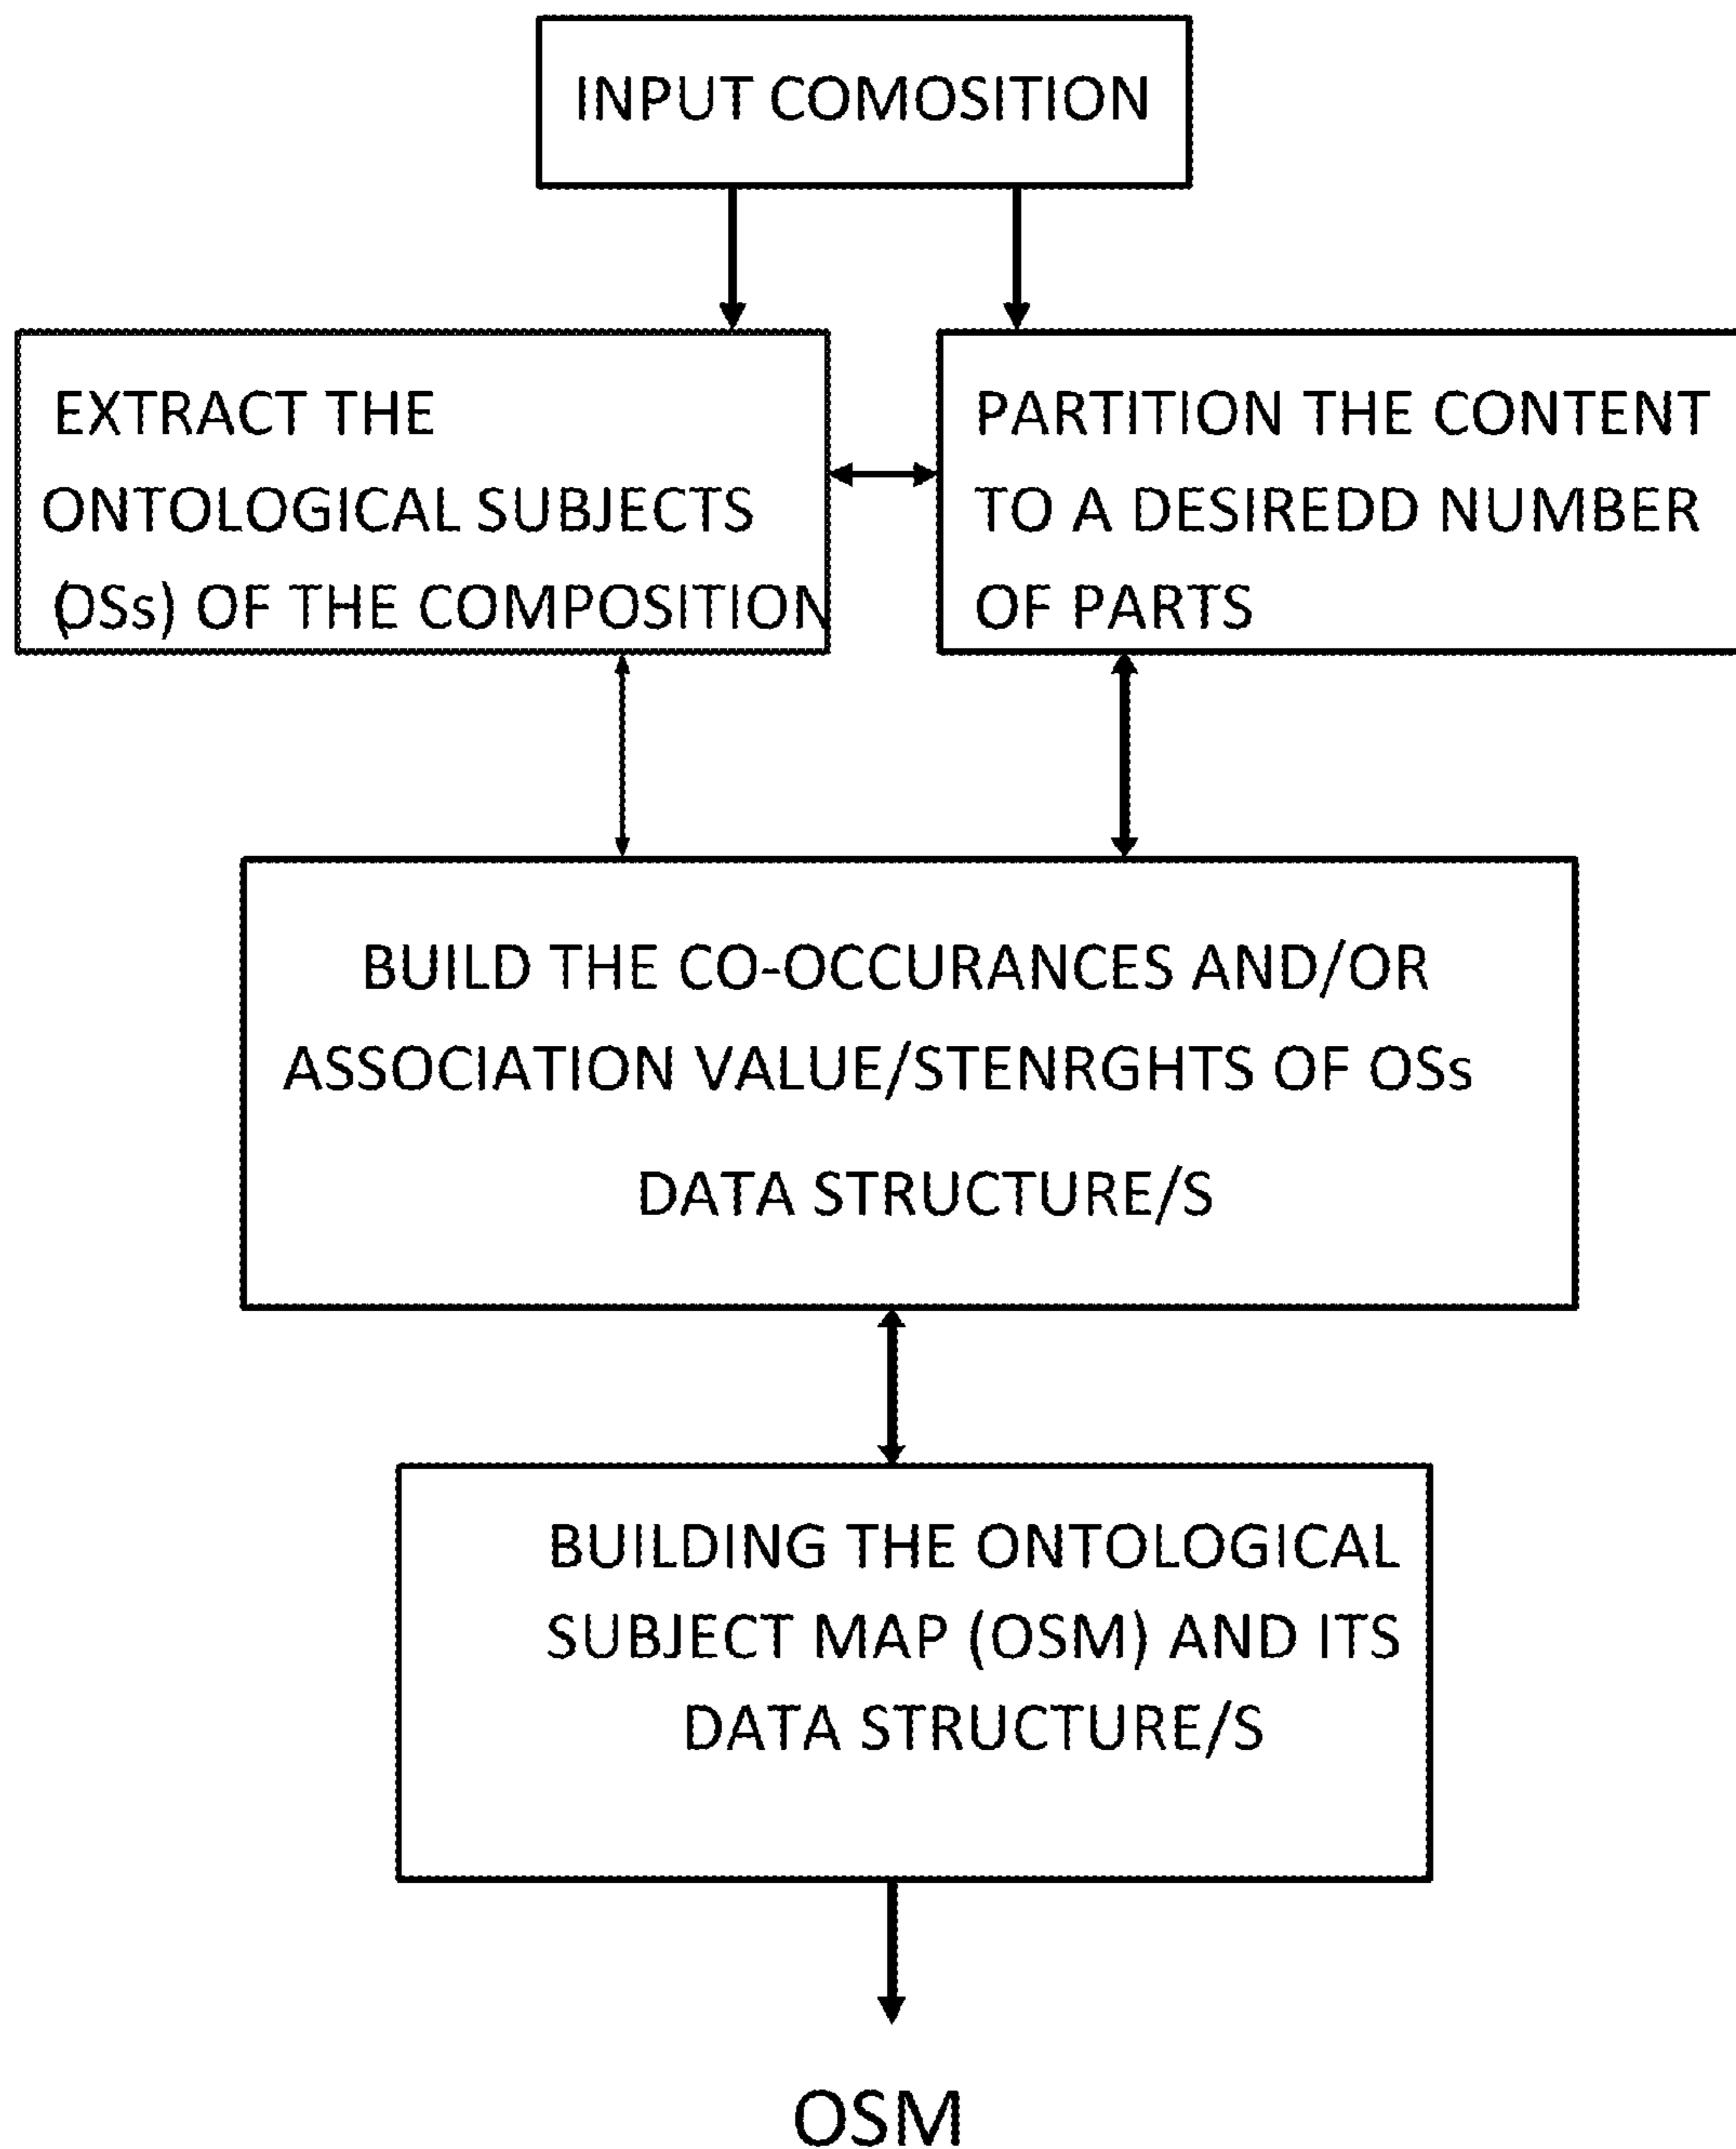 INPUT COMOSITION
EXTRACT THE
ONTOLOGICAL SUBJECTS
(OSs) OF THE COMPOSITION
PARTITION THE CONTENT
TO A DESIREDD NUMBER
OF PARTS
BUILD THE CO-OCCURANCES AND/OR
ASSOCIATION VALUE/STENRGHTS OF OSs
DATA STRUCTURE/S
BUILDING THE ONTOLOGICAL
SUBJECT MAP (OSM) AND ITS
DATA STRUCTURE/S
OSM